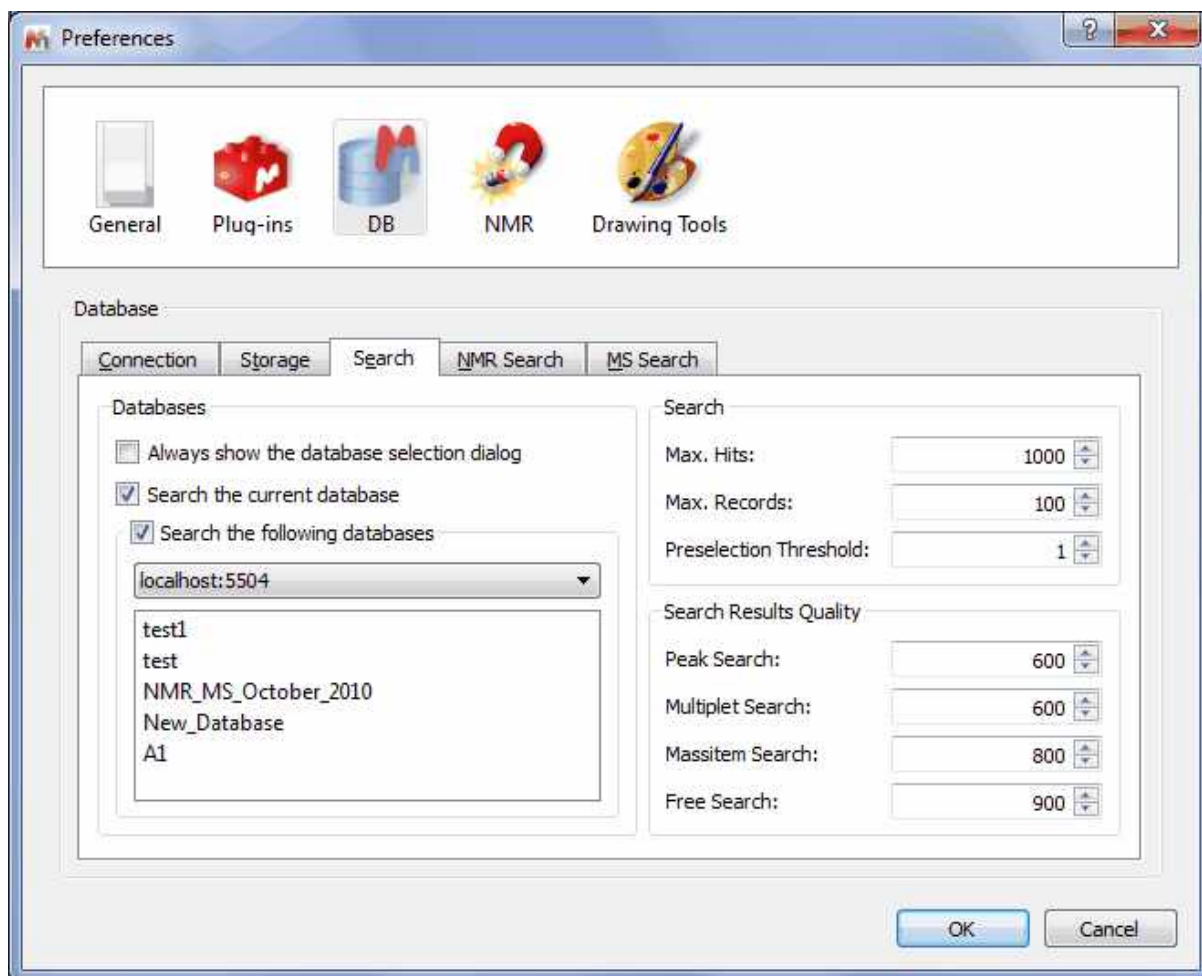 Preferences
General Plug-ins DB NMR Drawing Tools
Database
Connection Storage Search NMR Search MS Search
Databases
Always show the database selection dialog
Search the current database
Search the following databases
localhost:5504
test1
test
NMR_MS_October_2010
New_Database
A1
Search
Max. Hits: 1000
Max. Records: 100
Preselection Threshold: 1
Search Results Quality
Peak Search: 600
Multiplet Search: 600
Massitem Search: 800
Free Search: 900
OK Cancel